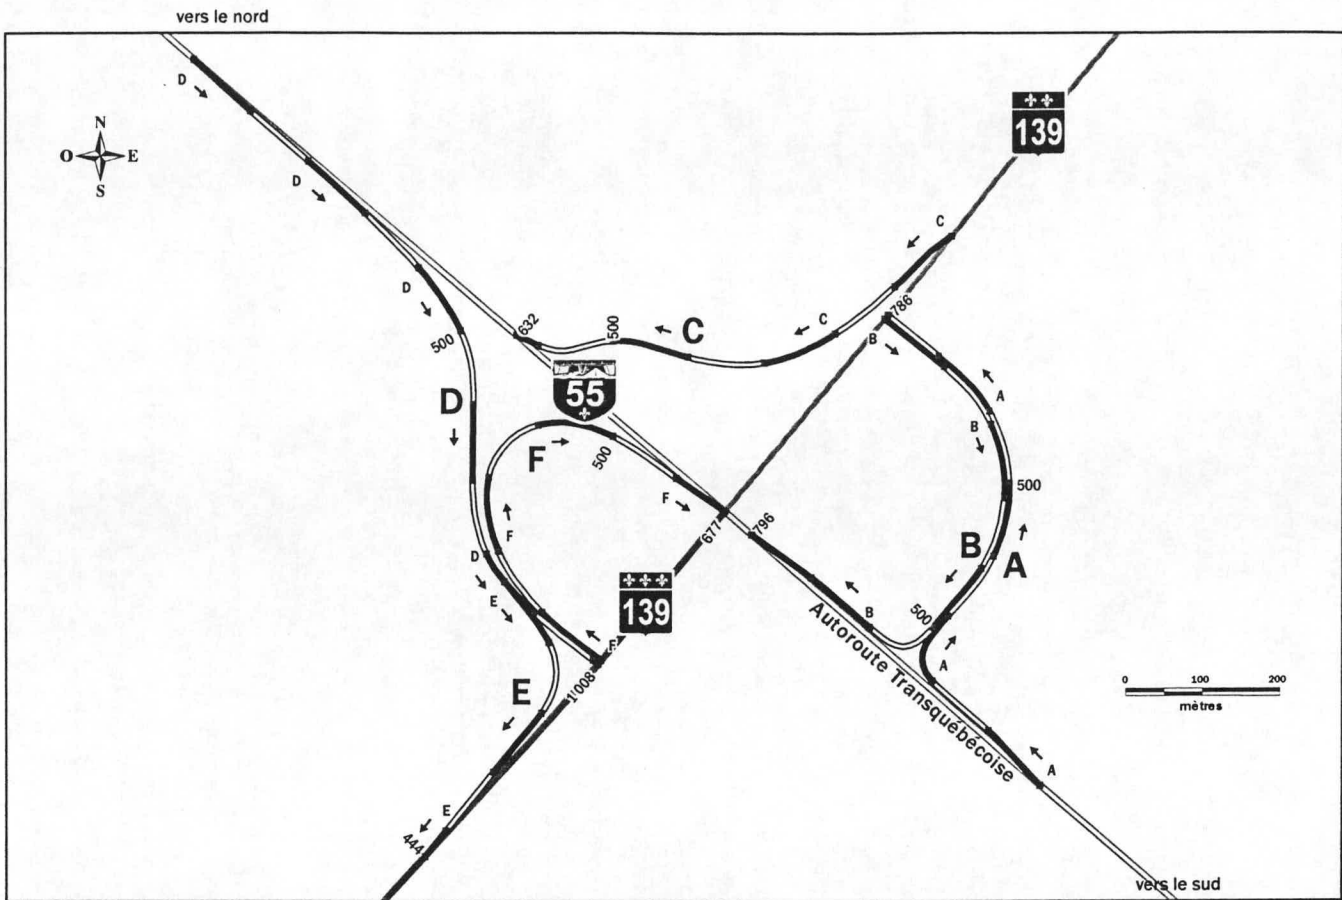 vers le nord
D
139
N
O E
S
D
C
D
C
500
632
500
C
C
786
B
55
A
D
B
F
500
500
F
677
796
F
D
B
A
E
139
B
500
F
A
E
1 008
Autoroute Transquébécoise
0 100 200
mètres
A
E
444
vers le sud